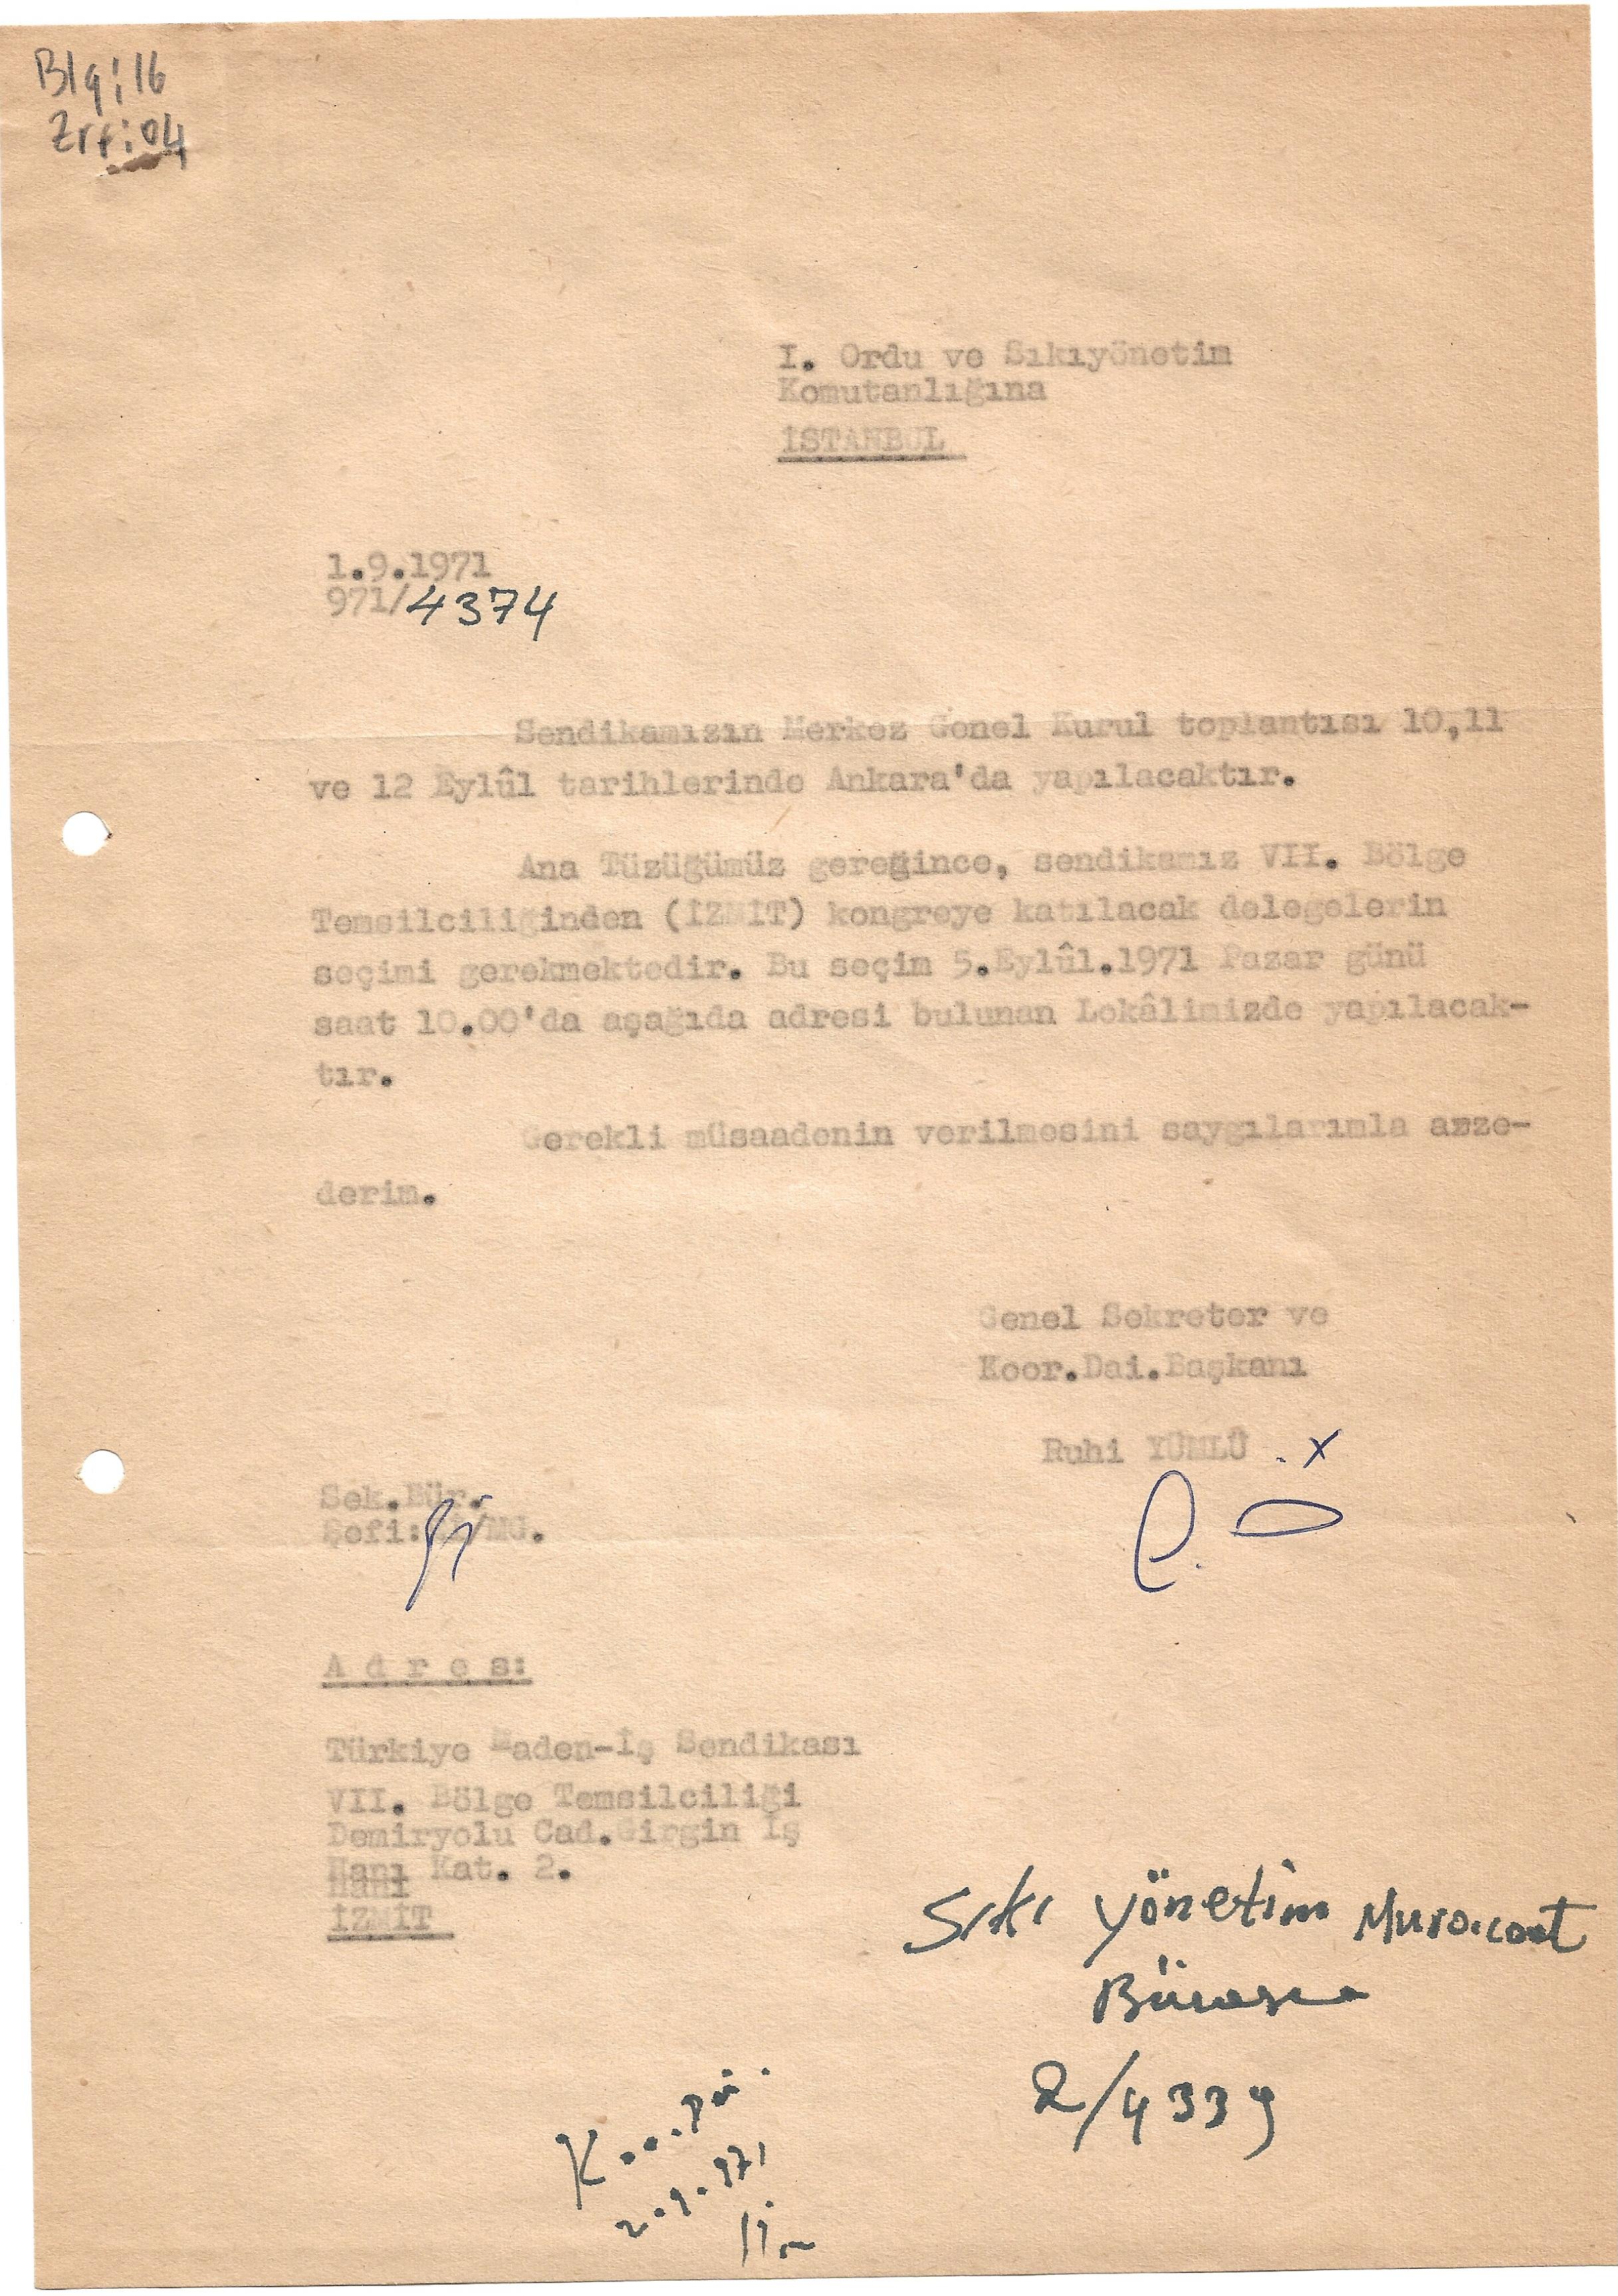 Blg:16
Zrf:04
I. Ordu ve Sıkıyönetim
Komutanlığına
İSTANBUL
1.9.1971
971/4374
Sendikamızın Merkez Genel Kurul toplantısı 10,11
ve 12 Eylûl tarihlerinde Ankara'da yapılacaktır.
Ana Tüzüğümüz gereğince, sendikamız VII. Bölge
Temsilciliğinden (İZMİT) kongreye katılacak delegelerin
seçimi gerekmektedir. Bu seçim 5.Eylûl.1971 Pazar günü
saat 10.00'da aşağıda adresi bulunan Lokâlimizde yapılacak-
tır.
Gerekli müsaadenin verilmesini saygılarımla arze-
derim.
Genel Sekreter ve
Koor.Dai.Başkanı
Ruhi YÜMLÜ . x
Sek.Bür.
Şefi: /MG.
A d r e s:
Türkiye Maden-İş Sendikası
VII. Bölge Temsilciliği
Demiryolu Cad.Girgin İş
Hanı Kat. 2.
Hanı
İZMİT
Sıkı yönetim Muracaat
Bürosuna
2/4339
2.9.971